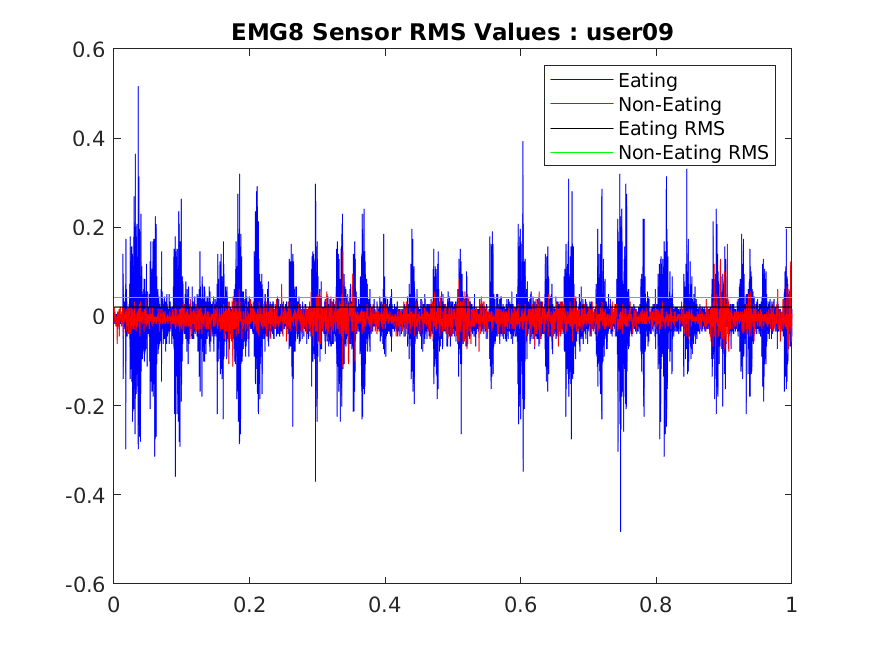 EMG8 Sensor RMS Values : user09
Eating
Non-Eating
Eating RMS
Non-Eating RMS
0.6
0.4
0.2
0
-0.2
-0.4
-0.6
0 0.2 0.4 0.6 0.8 1